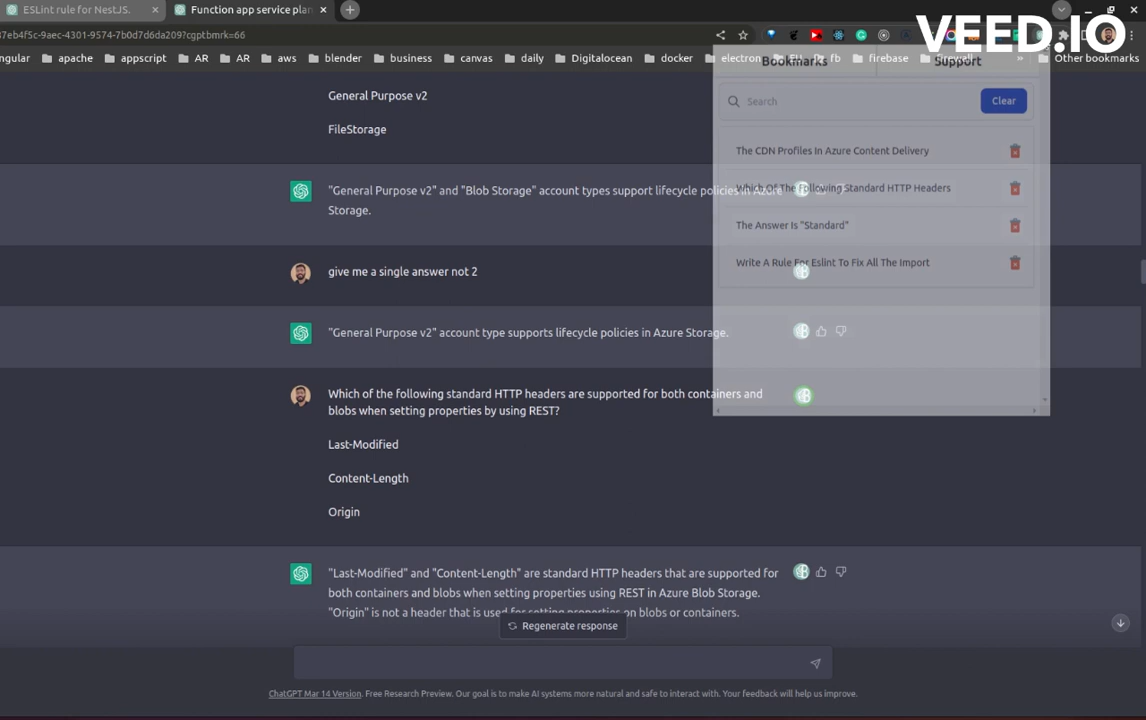 ESLint rule for NestJS.
Function app service plan
VEED.IO
37eb4f5c-9aec-4301-9574-7b0d7d6da209?cgptbmrk=66
apache
appscript
AR
AR
aws
blender
business
canvas
daily
Digitalocean
docker
electron
fb
firebase
Other bookmarks
Bookmarks
Support
Search
Clear
The CDN Profiles In Azure Content Delivery
Which Of The Following Standard HTTP Headers
The Answer Is "Standard"
Write A Rule For Eslint To Fix All The Import
General Purpose v2
FileStorage
"General Purpose v2" and "Blob Storage" account types support lifecycle policies in Azure
Storage.
give me a single answer not 2
"General Purpose v2" account type supports lifecycle policies in Azure Storage.
Which of the following standard HTTP headers are supported for both containers and
blobs when setting properties by using REST?
Last-Modified
Content-Length
Origin
"Last-Modified" and "Content-Length" are standard HTTP headers that are supported for
both containers and blobs when setting properties using REST in Azure Blob Storage.
"Origin" is not a header that is used for setting properties on blobs or containers.
Regenerate response
ChatGPT Mar 14 Version. Free Research Preview. Our goal is to make AI systems more natural and safe to interact with. Your feedback will help us improve.